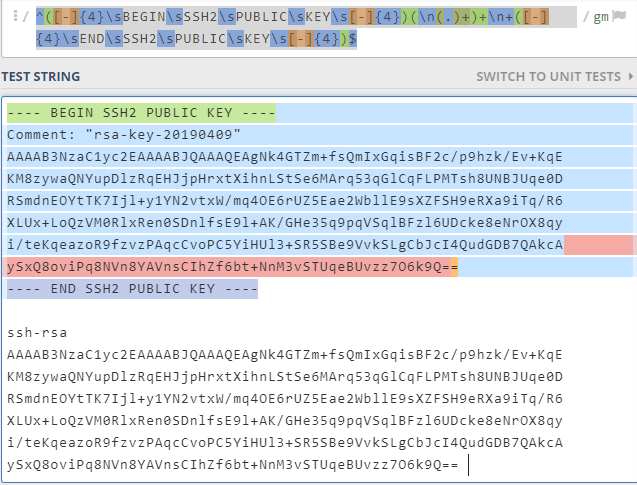 / ^([-]{4}\sBEGIN\sSSH2\sPUBLIC\sKEY\s[-]{4})(\n(.)+)+\n+([-] / gm
{4}\sEND\sSSH2\sPUBLIC\sKEY\s[-]{4})$
TEST STRING SWITCH TO UNIT TESTS
---- BEGIN SSH2 PUBLIC KEY ----
Comment: "rsa-key-20190409"
AAAAB3NzaC1yc2EAAAABJQAAAQEAgNk4GTZm+fsQmIxGqisBF2c/p9hzk/Ev+KqE
KM8zywaQNYupDlzRqEHJjpHrxtXihnLStSe6MArq53qGlCqFLPMTsh8UNBJUqe0D
RSmdnEOYtTK7Ijl+y1YN2vtxW/mq4OE6rUZ5Eae2WbllE9sXZFSH9eRXa9iTq/R6
XLUx+LoQzVM0RlxRen0SDnlfsE9l+AK/GHe35q9pqVSqlBFzl6UDcke8eNrOX8qy
i/teKqeazoR9fzvzPAqcCvoPC5YiHUl3+SR5SBe9VvkSLgCbJcI4QudGDB7QAkcA
ySxQ8oviPq8NVn8YAVnsCIhZf6bt+NnM3vSTUqeBUvzz7O6k9Q==
---- END SSH2 PUBLIC KEY ----
ssh-rsa
AAAAB3NzaC1yc2EAAAABJQAAAQEAgNk4GTZm+fsQmIxGqisBF2c/p9hzk/Ev+KqE
KM8zywaQNYupDlzRqEHJjpHrxtXihnLStSe6MArq53qGlCqFLPMTsh8UNBJUqe0D
RSmdnEOYtTK7Ijl+y1YN2vtxW/mq4OE6rUZ5Eae2WbllE9sXZFSH9eRXa9iTq/R6
XLUx+LoQzVM0RlxRen0SDnlfsE9l+AK/GHe35q9pqVSqlBFzl6UDcke8eNrOX8qy
i/teKqeazoR9fzvzPAqcCvoPC5YiHUl3+SR5SBe9VvkSLgCbJcI4QudGDB7QAkcA
ySxQ8oviPq8NVn8YAVnsCIhZf6bt+NnM3vSTUqeBUvzz7O6k9Q==